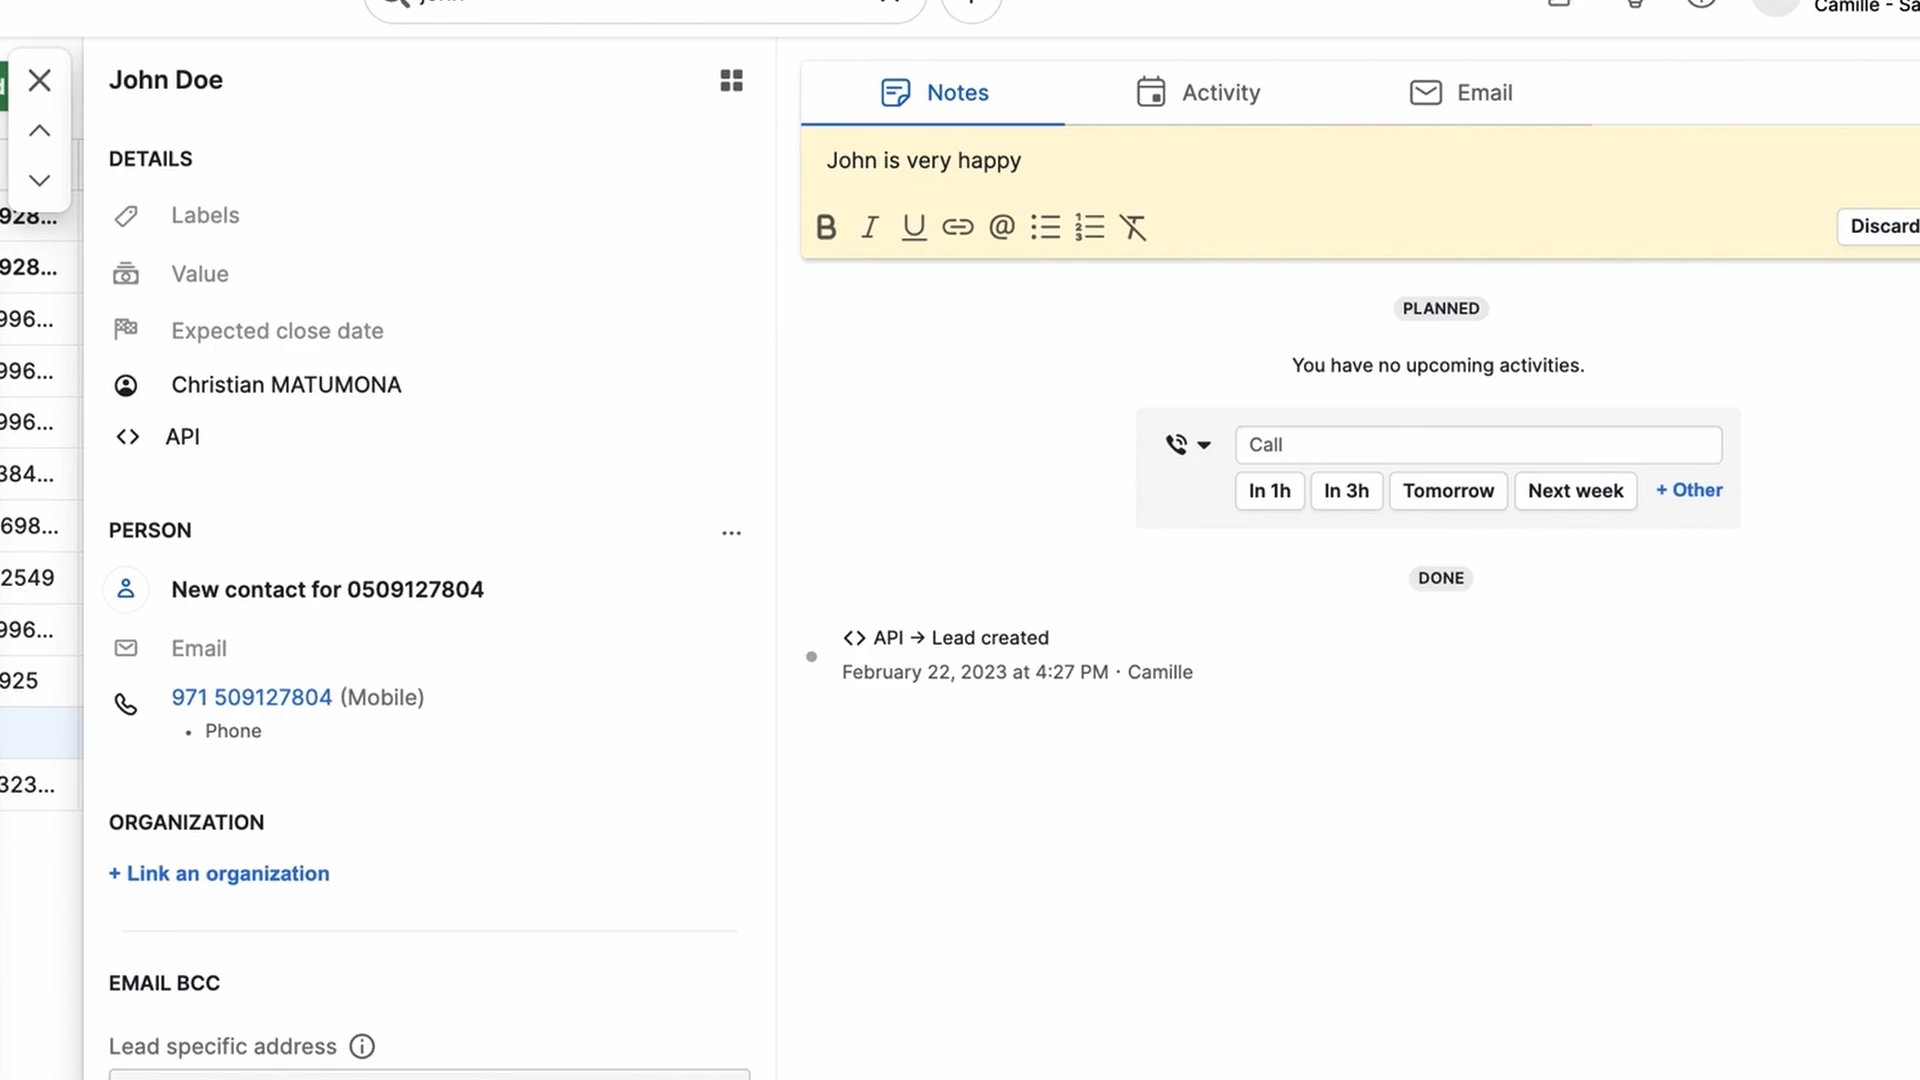 Camille - Sa
John Doe
DETAILS
Labels
Value
Expected close date
Christian MATUMONA
API
PERSON
New contact for 0509127804
Email
971 509127804 (Mobile)
• Phone
ORGANIZATION
+ Link an organization
EMAIL BCC
Lead specific address
928...
928...
996...
996...
996...
384...
698...
2549
996...
925
323...
Notes
Activity
Email
John is very happy
Discard
PLANNED
You have no upcoming activities.
Call
In 1h
In 3h
Tomorrow
Next week
+ Other
DONE
API → Lead created
February 22, 2023 at 4:27 PM · Camille